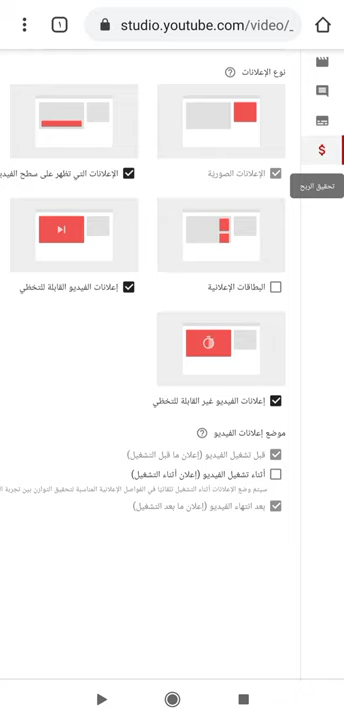 studio.youtube.com/video/_
1
نوع الإعلانات
الإعلانات الصورية
الإعلانات التي تظهر على سطح الفيدي
تحقيق الربح
البطاقات الإعلانية
إعلانات الفيديو القابلة للتخطي
إعلانات الفيديو غير القابلة للتخطي
موضع إعلانات الفيديو
قبل تشغيل الفيديو (إعلان ما قبل التشغيل)
أثناء تشغيل الفيديو (إعلان أثناء التشغيل)
سيتم وضع الإعلانات أثناء التشغيل تلقائيًا في الفواصل الإعلانية المناسبة لتحقيق التوازن بين تجربة ا
بعد انتهاء الفيديو (إعلان ما بعد التشغيل)